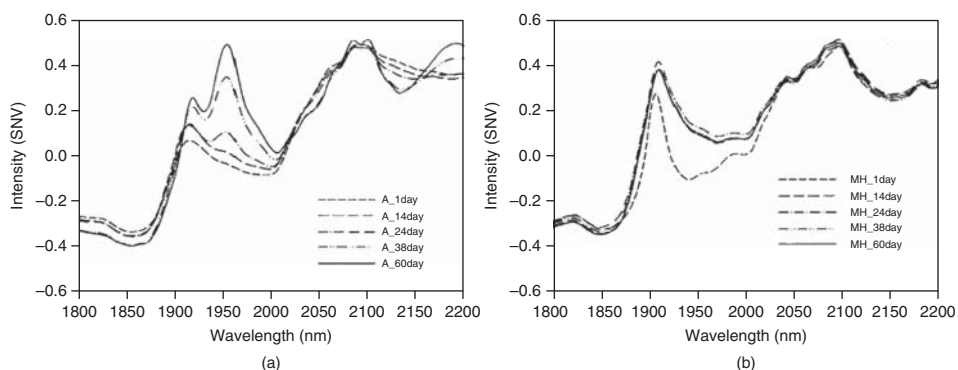 0.6
0.4
0.2
0.0
–0.2
–0.4
–0.6
Intensity (SNV)
1800 1850 1900 1950 2000 2050 2100 2150 2200
Wavelength (nm)
A_1day
A_14day
A_24day
A_38day
A_60day
(a)
0.6
0.4
0.2
0.0
–0.2
–0.4
–0.6
Intensity (SNV)
1800 1850 1900 1950 2000 2050 2100 2150 2200
Wavelength (nm)
MH_1day
MH_14day
MH_24day
MH_38day
MH_60day
(b)